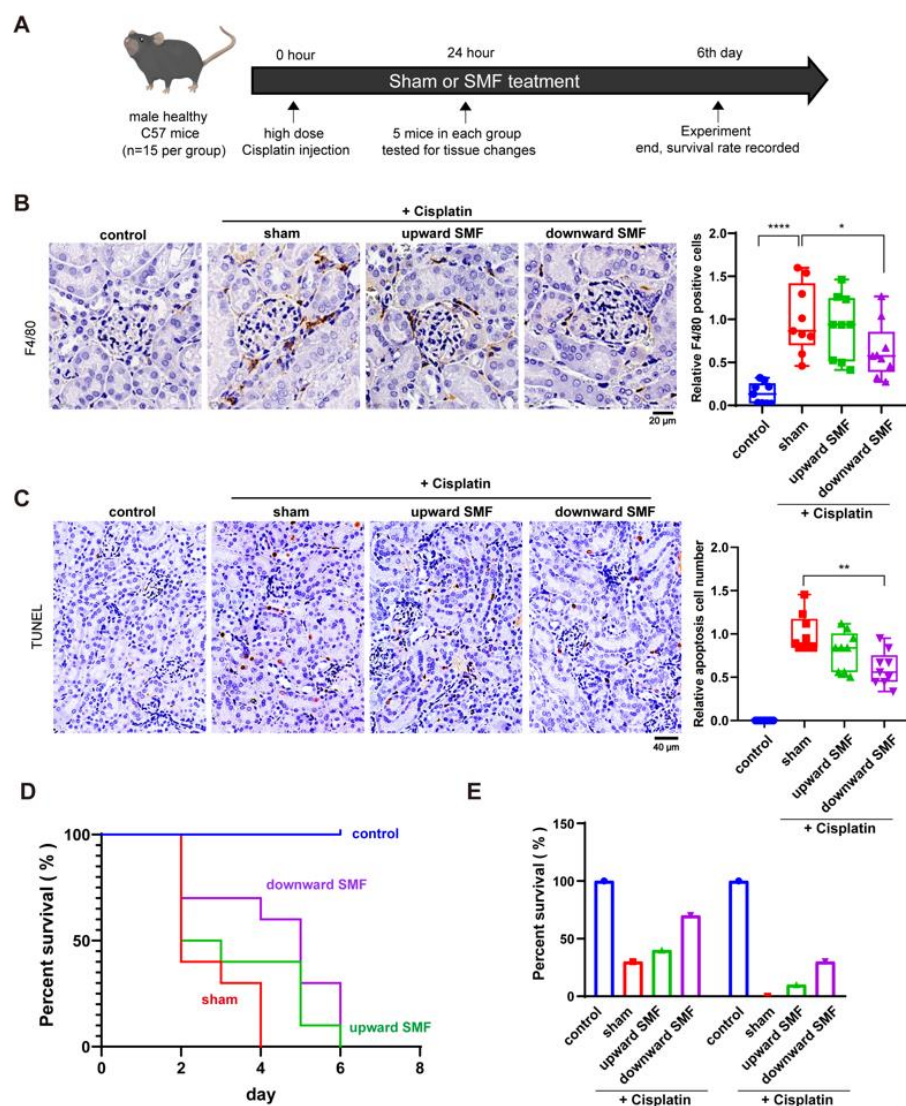 A
0 hour
24 hour
6th day
Sham or SMF teatment
male healthy
C57 mice
(n=15 per group)
high dose
Cisplatin injection
5 mice in each group
tested for tissue changes
Experiment
end, survival rate recorded
B
+ Cisplatin
control
sham
upward SMF
downward SMF
F4/80
20 µm
Relative F4/80 positive cells
2.0
1.5
1.0
0.5
0.0
****
*
control
sham
upward SMF
downward SMF
+ Cisplatin
C
+ Cisplatin
control
sham
upward SMF
downward SMF
TUNEL
40 µm
Relative apoptosis cell number
2.0
1.5
1.0
0.5
0.0
**
control
sham
upward SMF
downward SMF
+ Cisplatin
D
Percent survival ( % )
100
50
0
0
2
4
6
8
day
control
downward SMF
sham
upward SMF
E
Percent survival ( % )
150
100
50
0
control
sham
upward SMF
downward SMF
+ Cisplatin
control
sham
upward SMF
downward SMF
+ Cisplatin